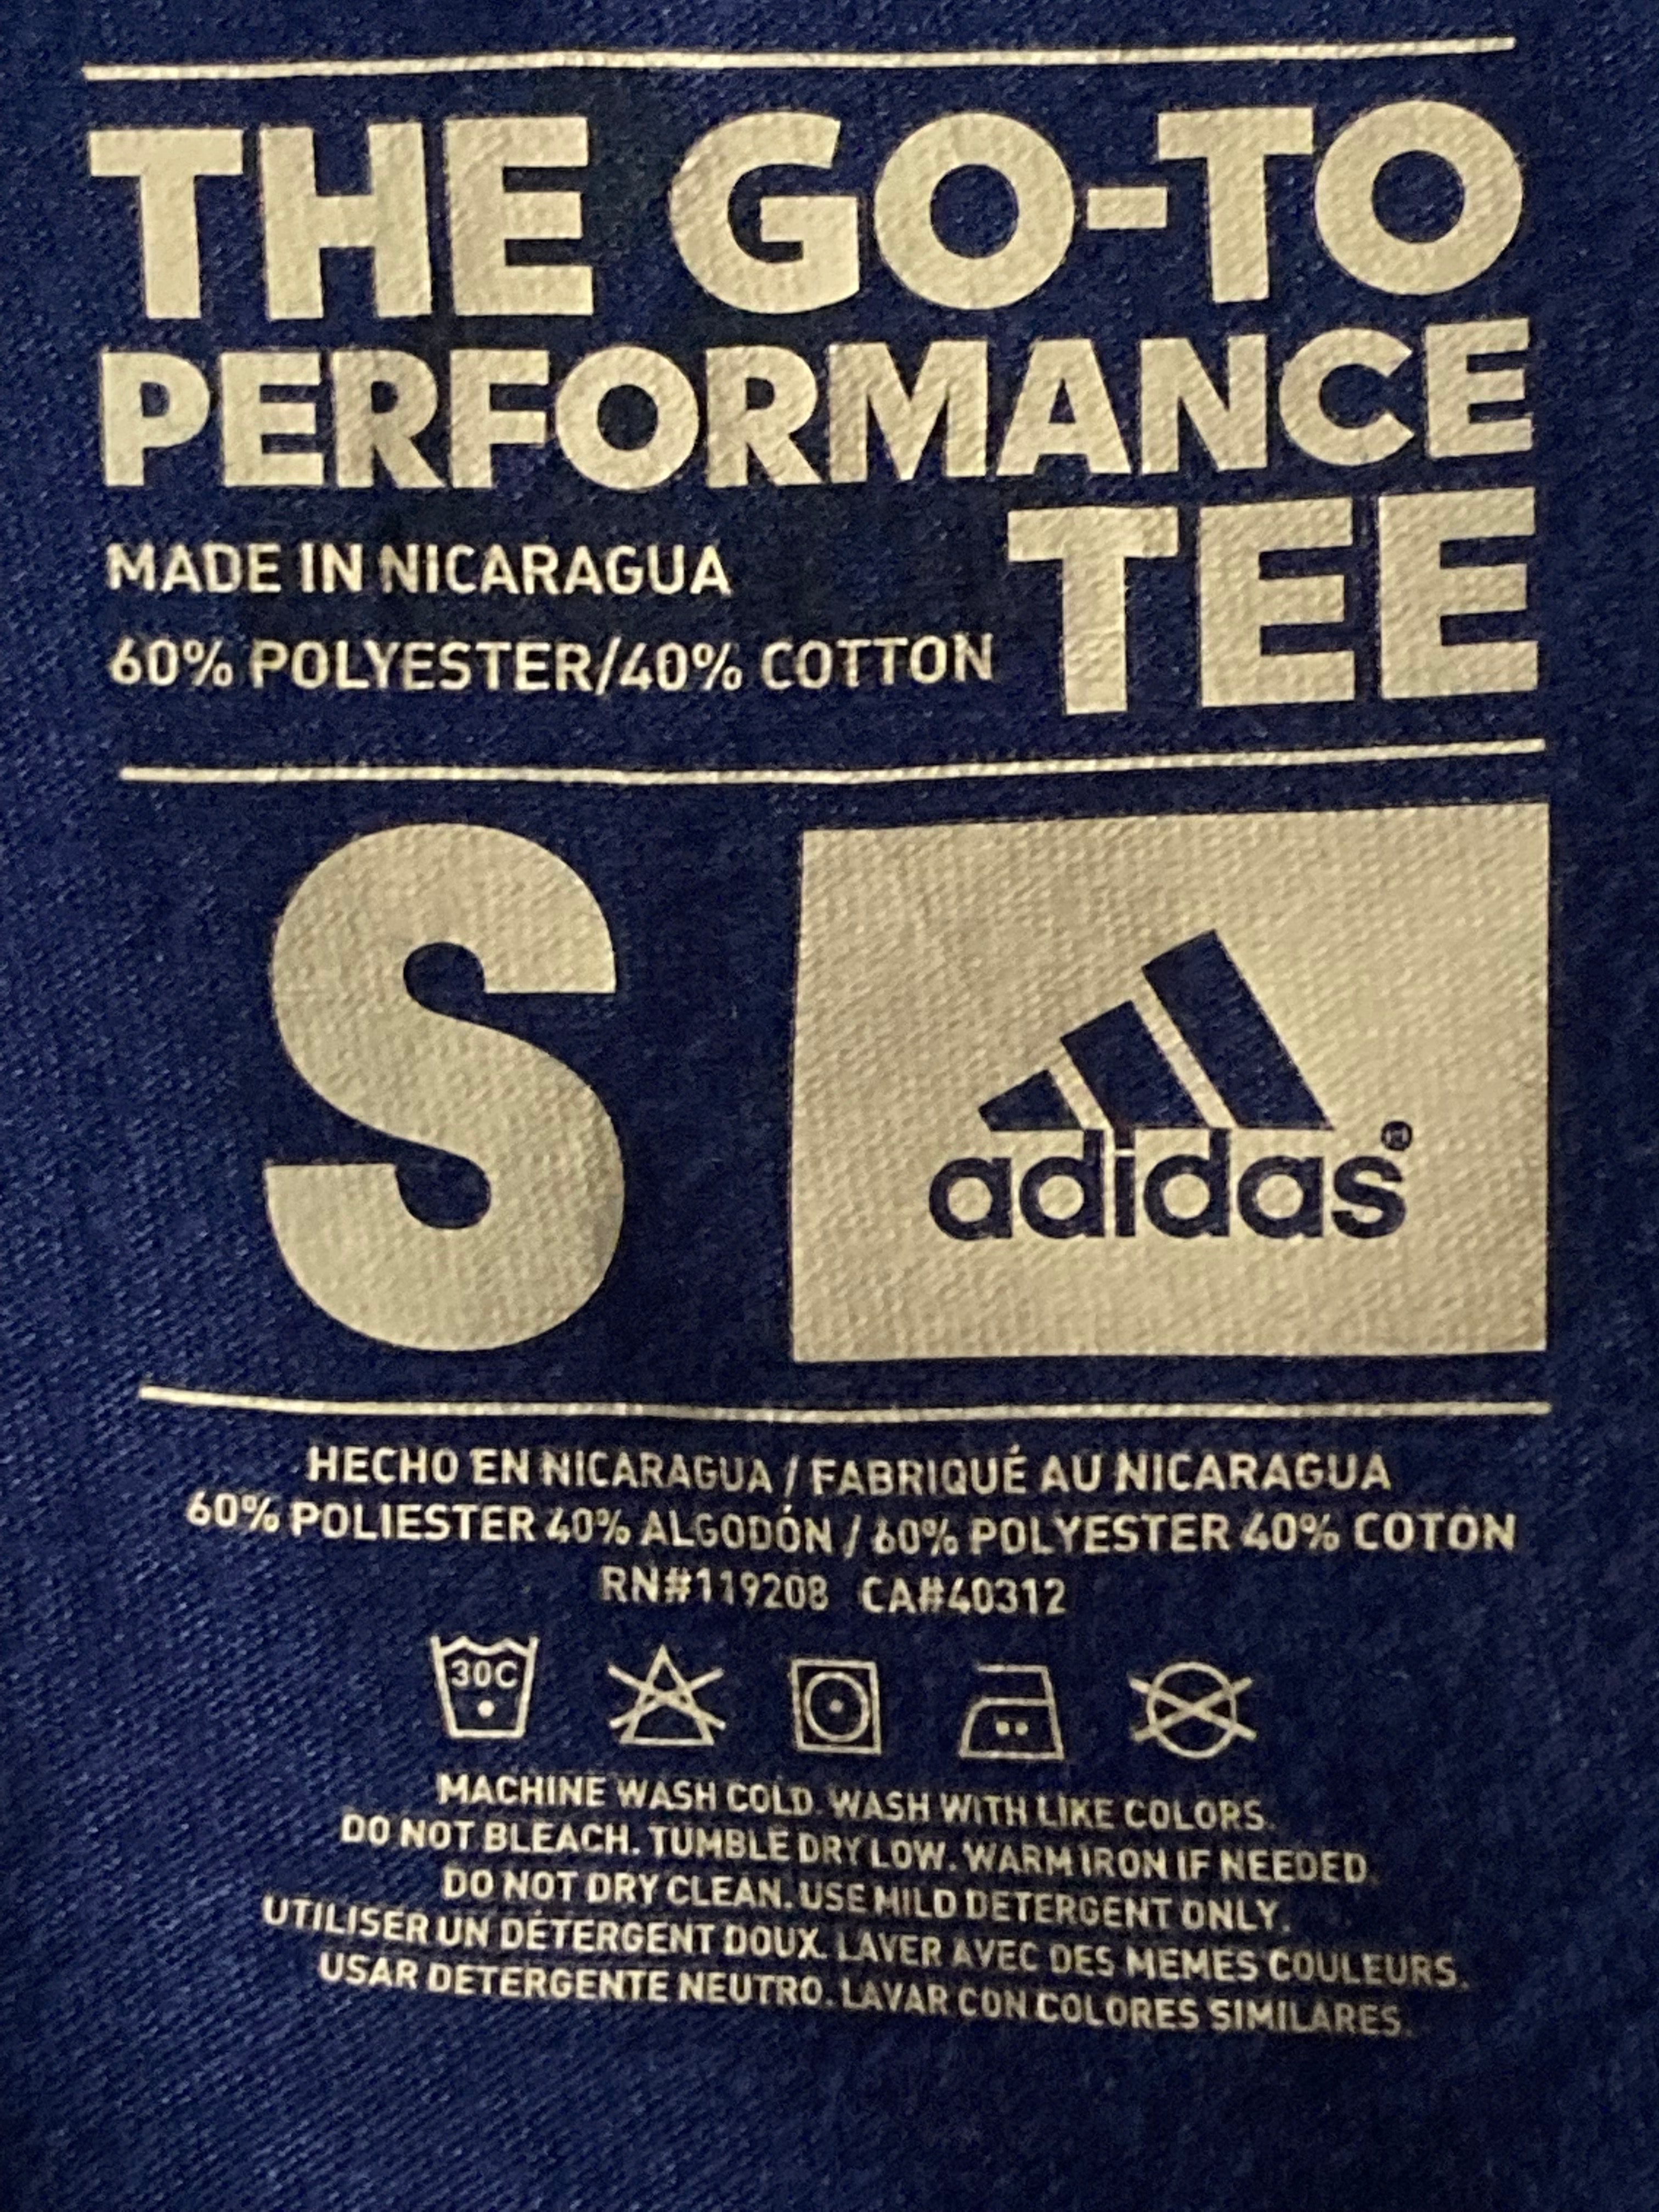 THE GO-TO
PERFORMANCE
TEE
MADE IN NICARAGUA
60% POLYESTER/40% COTTON
S
adidas®
HECHO EN NICARAGUA / FABRIQUÉ AU NICARAGUA
60% POLIESTER 40% ALGODÓN / 60% POLYESTER 40% COTON
RN#119208 CA#40312
30C
MACHINE WASH COLD. WASH WITH LIKE COLORS.
DO NOT BLEACH. TUMBLE DRY LOW. WARM IRON IF NEEDED.
DO NOT DRY CLEAN. USE MILD DETERGENT ONLY.
UTILISER UN DÉTERGENT DOUX. LAVER AVEC DES MEMES COULEURS.
USAR DETERGENTE NEUTRO. LAVAR CON COLORES SIMILARES.